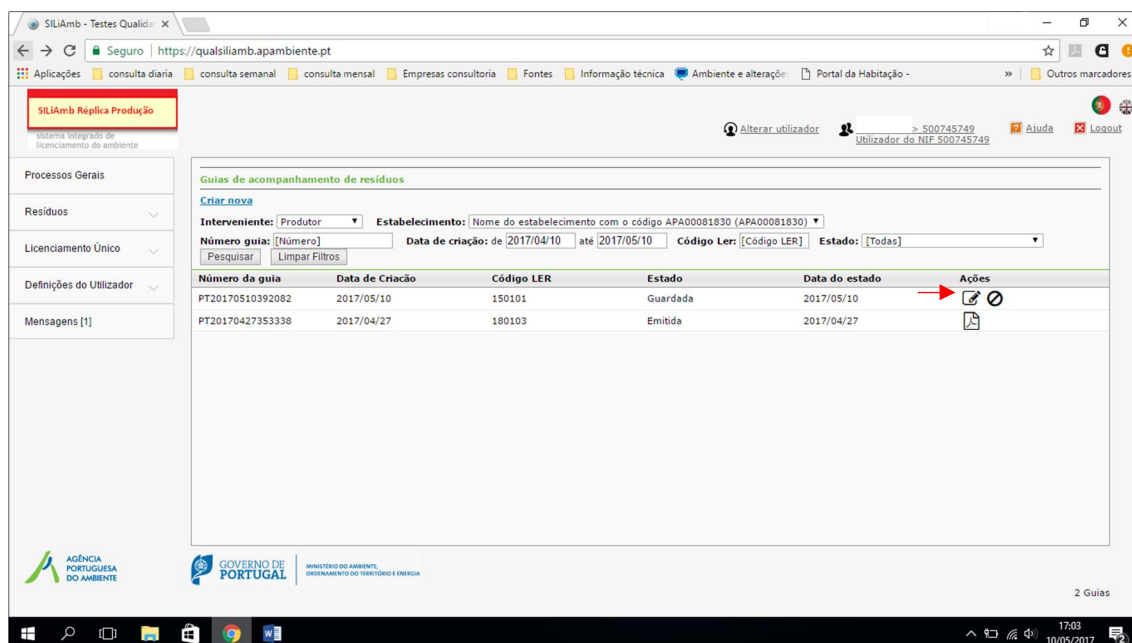 SILiAmb - Testes Qualida
Seguro | https://qualsiliamb.apambiente.pt
Aplicações consulta diaria consulta semanal consulta mensal Empresas consultoria Fontes Informação técnica Ambiente e alteraçõe Portal da Habitação - » Outros marcadores
SILiAmb Réplica Produção
sistema integrado de
licenciamento do ambiente
Alterar utilizador > 500745749 Ajuda Logout
Utilizador do NIF 500745749
Processos Gerais
Resíduos
Licenciamento Único
Definições do Utilizador
Mensagens [1]
Guias de acompanhamento de resíduos
Criar nova
Interveniente: Produtor Estabelecimento: Nome do estabelecimento com o código APA00081830 (APA00081830)
Número guia: [Número] Data de criação: de 2017/04/10 até 2017/05/10 Código Ler: [Código LER] Estado: [Todas]
Pesquisar Limpar Filtros
Número da guia Data de Criacão Código LER Estado Data do estado Ações
PT20170510392082 2017/05/10 150101 Guardada 2017/05/10
PT20170427353338 2017/04/27 180103 Emitida 2017/04/27
AGÊNCIA
PORTUGUESA
DO AMBIENTE
GOVERNO DE
PORTUGAL
MINISTÉRIO DO AMBIENTE,
ORDENAMENTO DO TERRITÓRIO E ENERGIA
2 Guias
17:03
10/05/2017